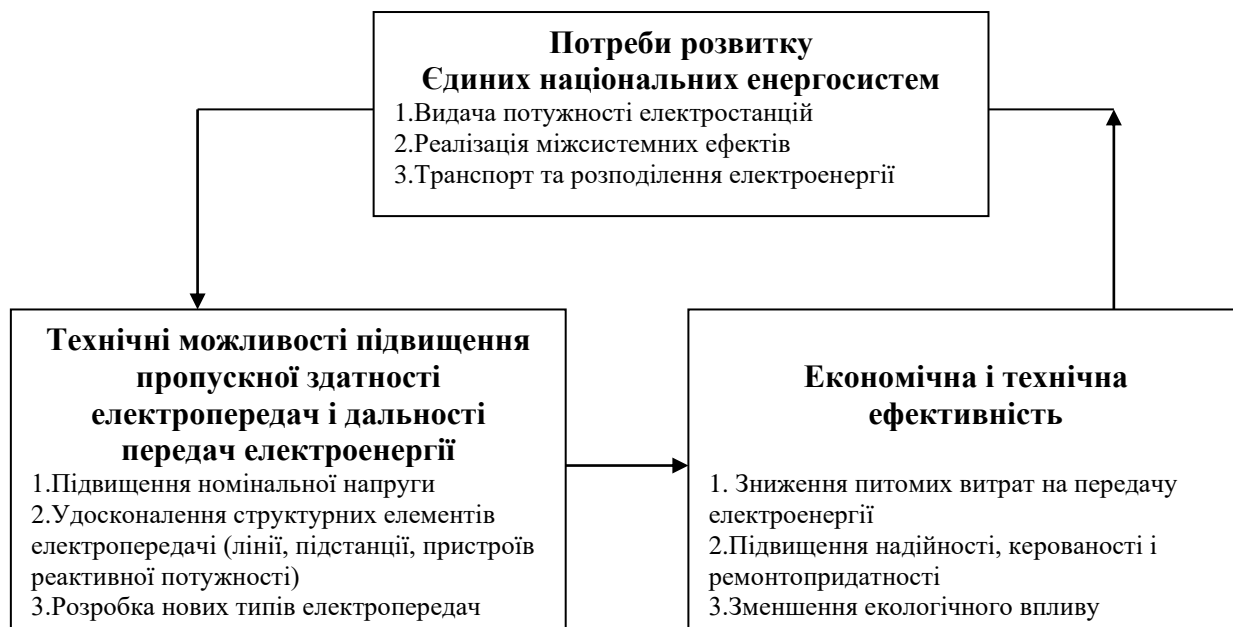 Потреби розвитку
Єдиних національних енергосистем
1.Видача потужності електростанцій
2.Реалізація міжсистемних ефектів
3.Транспорт та розподілення електроенергії
Технічні можливості підвищення
пропускної здатності
електропередач і дальності
передач електроенергії
1.Підвищення номінальної напруги
2.Удосконалення структурних елементів
електропередачі (лінії, підстанції, пристроїв
реактивної потужності)
3.Розробка нових типів електропередач
Економічна і технічна
ефективність
1. Зниження питомих витрат на передачу
електроенергії
2.Підвищення надійності, керованості і
ремонтопридатності
3.Зменшення екологічного впливу